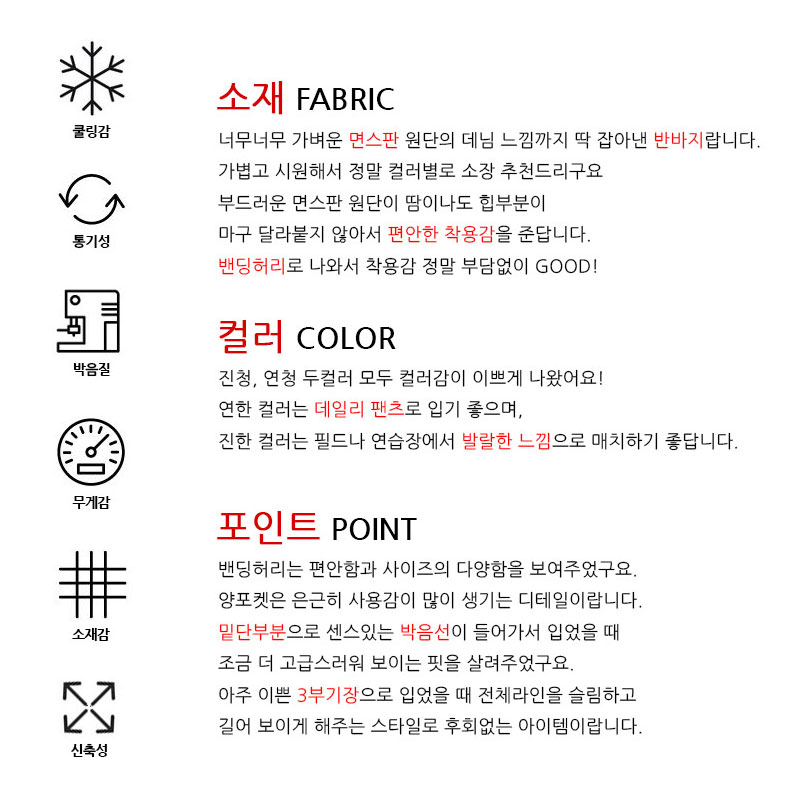 쿨링감
통기성
박음질
무게감
소재감
신축성
소재 FABRIC
너무너무 가벼운 면스판 원단의 데님 느낌까지 딱 잡아낸 반바지랍니다.
가볍고 시원해서 정말 컬러별로 소장 추천드리구요
부드러운 면스판 원단이 땀이나도 힙부분이
마구 달라붙지 않아서 편안한 착용감을 준답니다.
밴딩허리로 나와서 착용감 정말 부담없이 GOOD!
컬러 COLOR
진청, 연청 두컬러 모두 컬러감이 이쁘게 나왔어요!
연한 컬러는 데일리 팬츠로 입기 좋으며,
진한 컬러는 필드나 연습장에서 발랄한 느낌으로 매치하기 좋답니다.
포인트 POINT
밴딩허리는 편안함과 사이즈의 다양함을 보여주었구요.
양포켓은 은근히 사용감이 많이 생기는 디테일이랍니다.
밑단부분으로 센스있는 박음선이 들어가서 입었을 때
조금 더 고급스러워 보이는 핏을 살려주었구요.
아주 이쁜 3부기장으로 입었을 때 전체라인을 슬림하고
길어 보이게 해주는 스타일로 후회없는 아이템이랍니다.